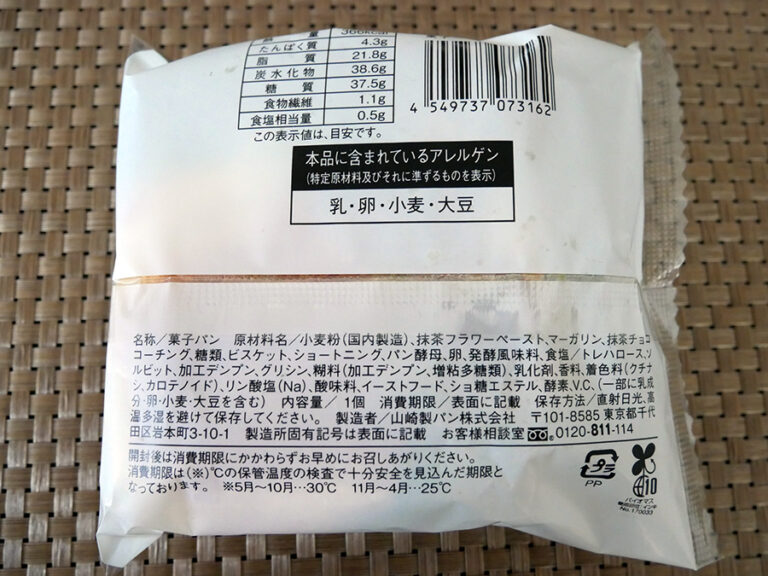 量 366kcal
たんぱく質 4.3g
脂 質 21.8g
炭水化物 38.6g
糖 質 37.5g
食物繊維 1.1g
食塩相当量 0.5g
この表示値は、目安です。
4 549737 073162
本品に含まれているアレルゲン
(特定原材料及びそれに準ずるものを表示)
乳・卵・小麦・大豆
名称/菓子パン 原材料名/小麦粉(国内製造)、抹茶フラワーペースト、マーガリン、抹茶チョコ
コーチング、糖類、ビスケット、ショートニング、パン酵母、卵、発酵風味料、食塩/トレハロース、ソ
ルビット、加工デンプン、グリシン、糊料(加工デンプン、増粘多糖類)、乳化剤、香料、着色料(クチナ
シ、カロテノイド)、リン酸塩(Na)、酸味料、イーストフード、ショ糖エステル、酵素、V.C、(一部に乳成
分・卵・小麦・大豆を含む) 内容量/1個 消費期限/表面に記載 保存方法/直射日光、高
温多湿を避けて保存してください。 製造者/山崎製パン株式会社 〒101-8585 東京都千代
田区岩本町3-10-1 製造所固有記号は表面に記載 お客様相談室 0120-811-114
開封後は消費期限にかかわらずお早めにお召しあがりください。
消費期限は(※)℃の保管温度の検査で十分安全を見込んだ期限と
なっております。 ※5月〜10月…30℃ 11月〜4月…25℃
プラ
PP
10
バイオマス
No.170033